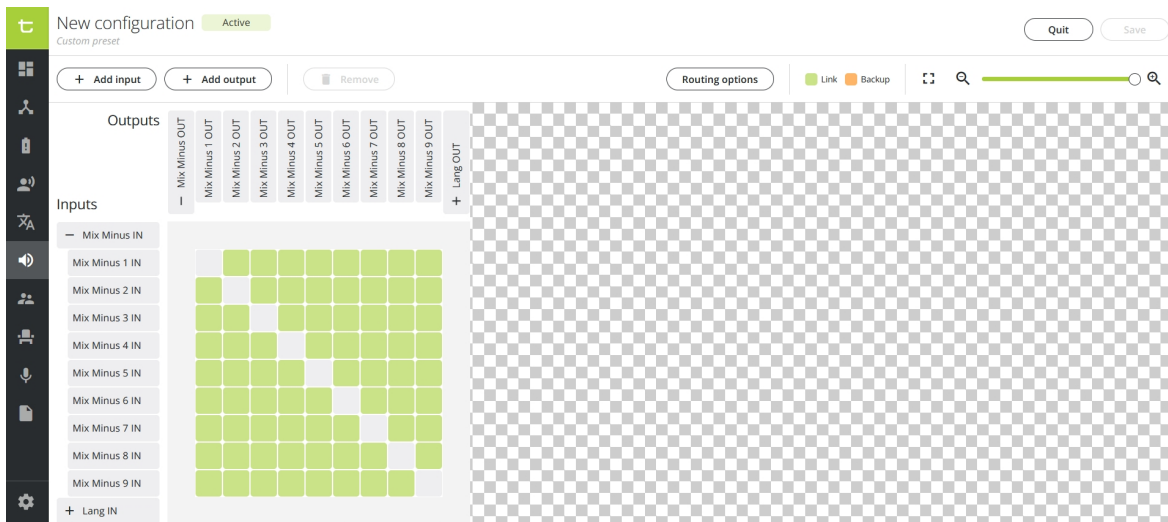 New configuration
Active
Custom preset
Quit
Save
+ Add input
+ Add output
Remove
Routing options
Link
Backup
Outputs
Inputs
− Mix Minus OUT
Mix Minus 1 OUT
Mix Minus 2 OUT
Mix Minus 3 OUT
Mix Minus 4 OUT
Mix Minus 5 OUT
Mix Minus 6 OUT
Mix Minus 7 OUT
Mix Minus 8 OUT
Mix Minus 9 OUT
+ Lang OUT
− Mix Minus IN
Mix Minus 1 IN
Mix Minus 2 IN
Mix Minus 3 IN
Mix Minus 4 IN
Mix Minus 5 IN
Mix Minus 6 IN
Mix Minus 7 IN
Mix Minus 8 IN
Mix Minus 9 IN
+ Lang IN